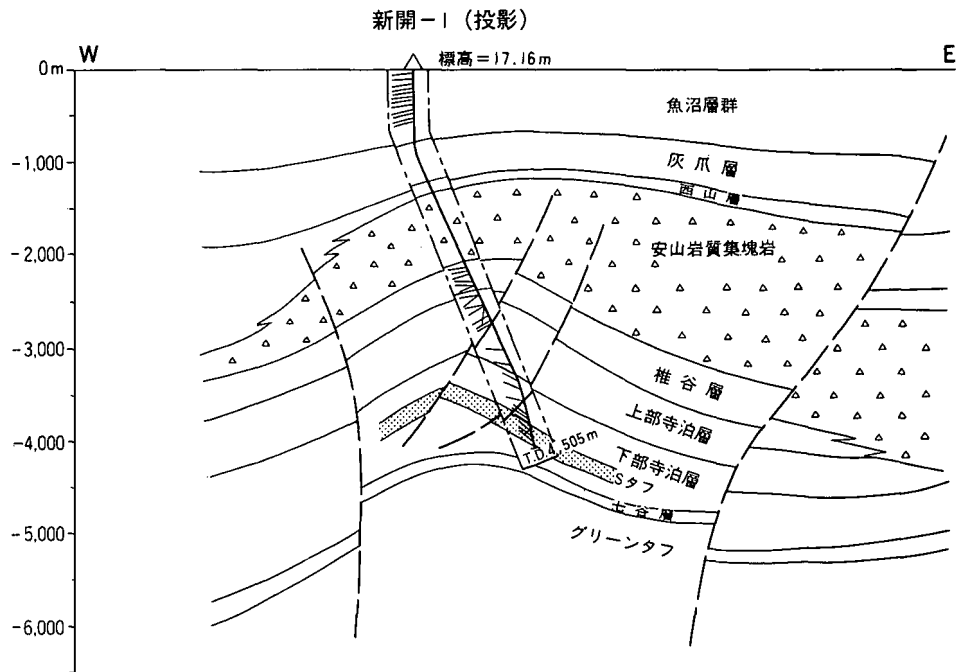 新開-1 (投影)
W
標高=17.16m
E
0m
魚沼層群
-1,000
灰爪層
西山層
-2,000
安山岩質集塊岩
-3,000
椎谷層
上部寺泊層
-4,000
T.D.4,505m
下部寺泊層
Sタフ
七谷層
-5,000
グリーンタフ
-6,000